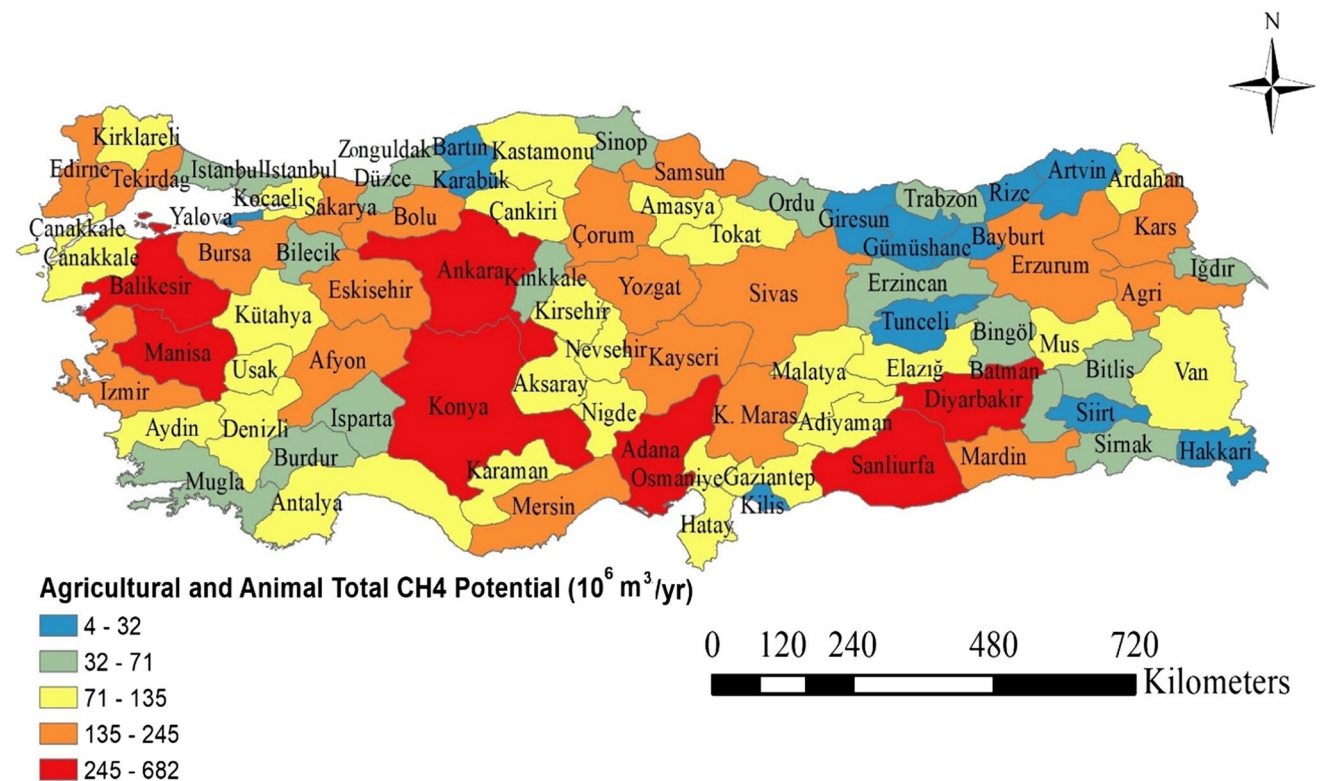 N
Kirklareli
Edirne
Tekirdag
Istanbul
Istanbul
Kocaeli
Yalova
Sakarya
Düzce
Zonguldak
Bartın
Karabük
Kastamonu
Sinop
Samsun
Bolu
Çankiri
Çorum
Amasya
Tokat
Ordu
Giresun
Trabzon
Gümüshane
Rize
Artvin
Ardahan
Bayburt
Kars
Erzurum
Iğdır
Agri
Çanakkale
Çanakkale
Balikesir
Bursa
Bilecik
Eskisehir
Ankara
Kinkkale
Kirsehir
Yozgat
Sivas
Erzincan
Tunceli
Bingöl
Mus
Bitlis
Van
Kütahya
Manisa
Usak
Afyon
Izmir
Konya
Aksaray
Nevsehir
Kayseri
Nigde
Malatya
Elazığ
Batman
Diyarbakir
Siirt
Sirnak
Hakkari
Aydin
Denizli
Isparta
Burdur
Mugla
Antalya
Karaman
Mersin
Adana
Osmaniye
K. Maras
Adiyaman
Gaziantep
Kilis
Hatay
Sanliurfa
Mardin
Agricultural and Animal Total CH4 Potential (10⁶ m³/yr)
4 - 32
32 - 71
71 - 135
135 - 245
245 - 682
0 120 240 480 720
Kilometers